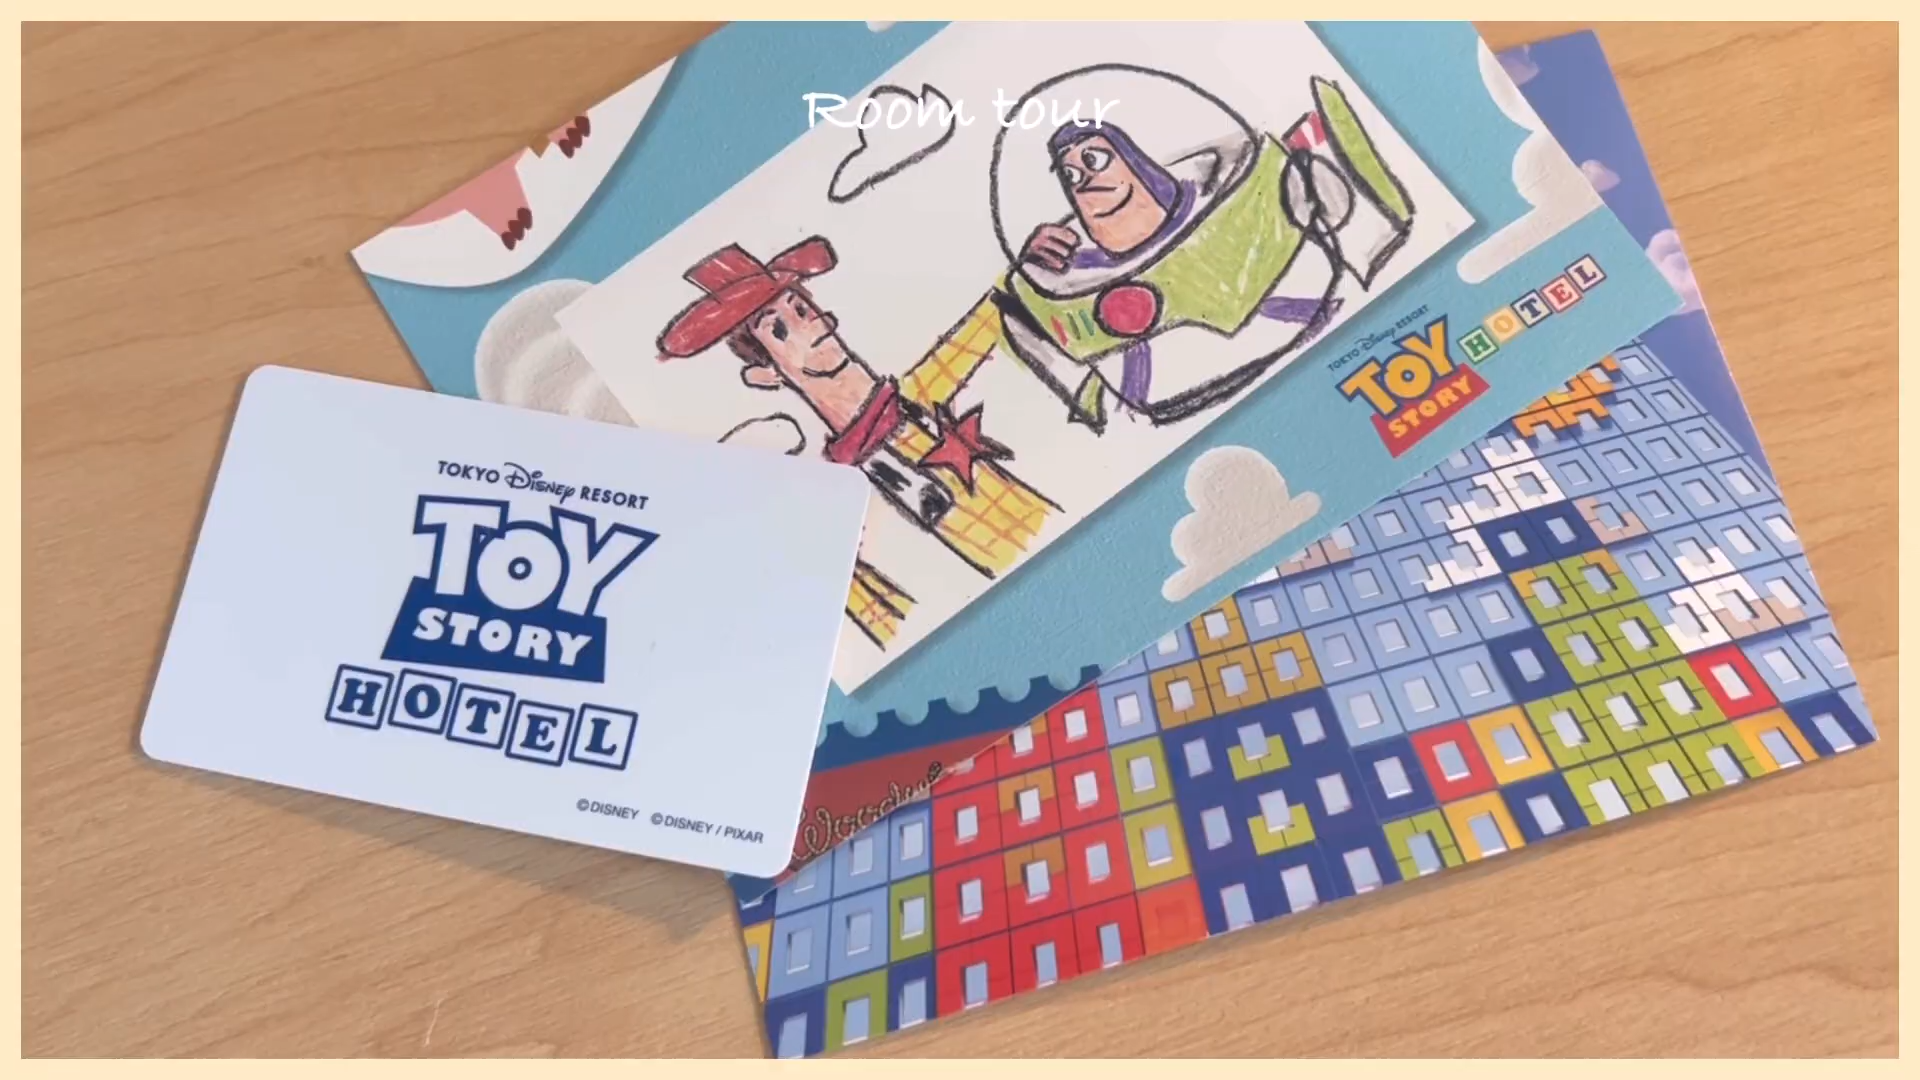 Room tour
TOKYO Disney RESORT
TOY
STORY
HOTEL
TOKYO Disney RESORT
TOY
STORY
HOTEL
©DISNEY ©DISNEY / PIXAR